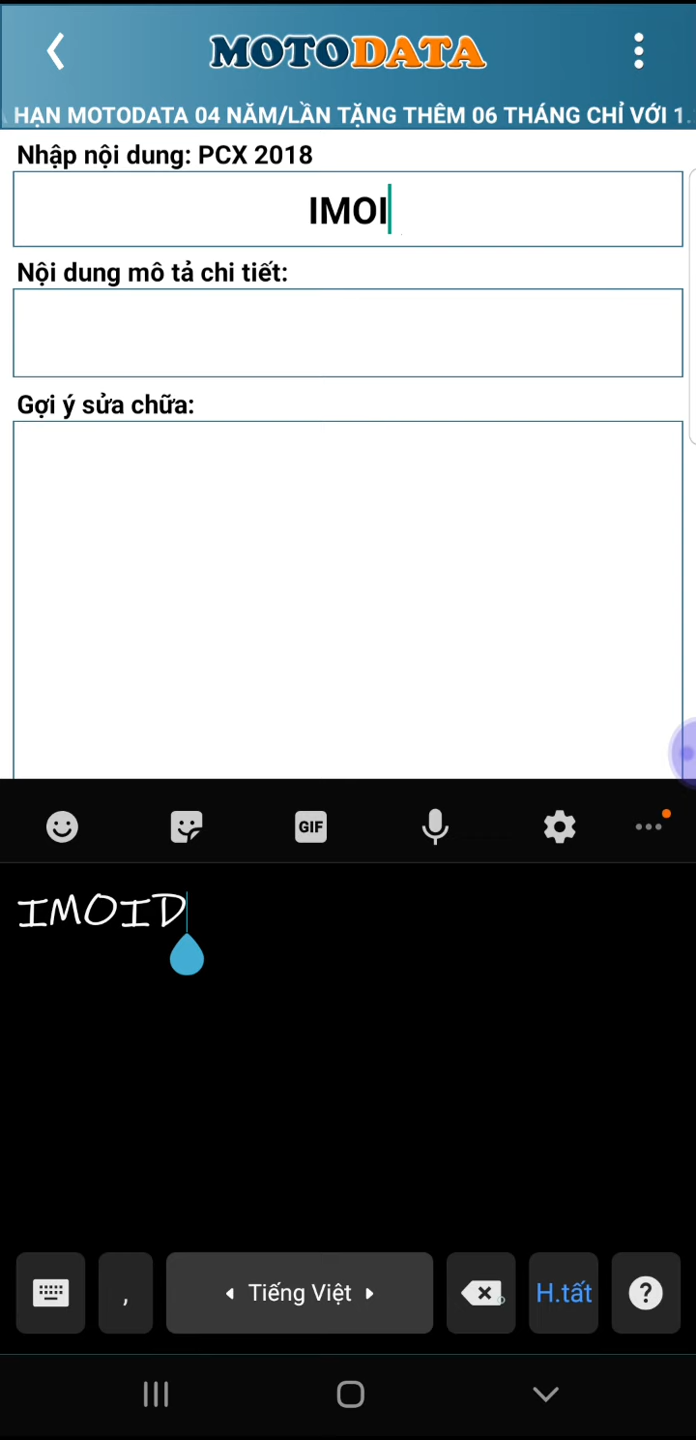 MOTODATA
HẠN MOTODATA 04 NĂM/LẦN TẶNG THÊM 06 THÁNG CHỈ VỚI 1.
Nhập nội dung: PCX 2018
IMOI
Nội dung mô tả chi tiết:
Gợi ý sửa chữa:
GIF
IMOID
, Tiếng Việt H.tất ?